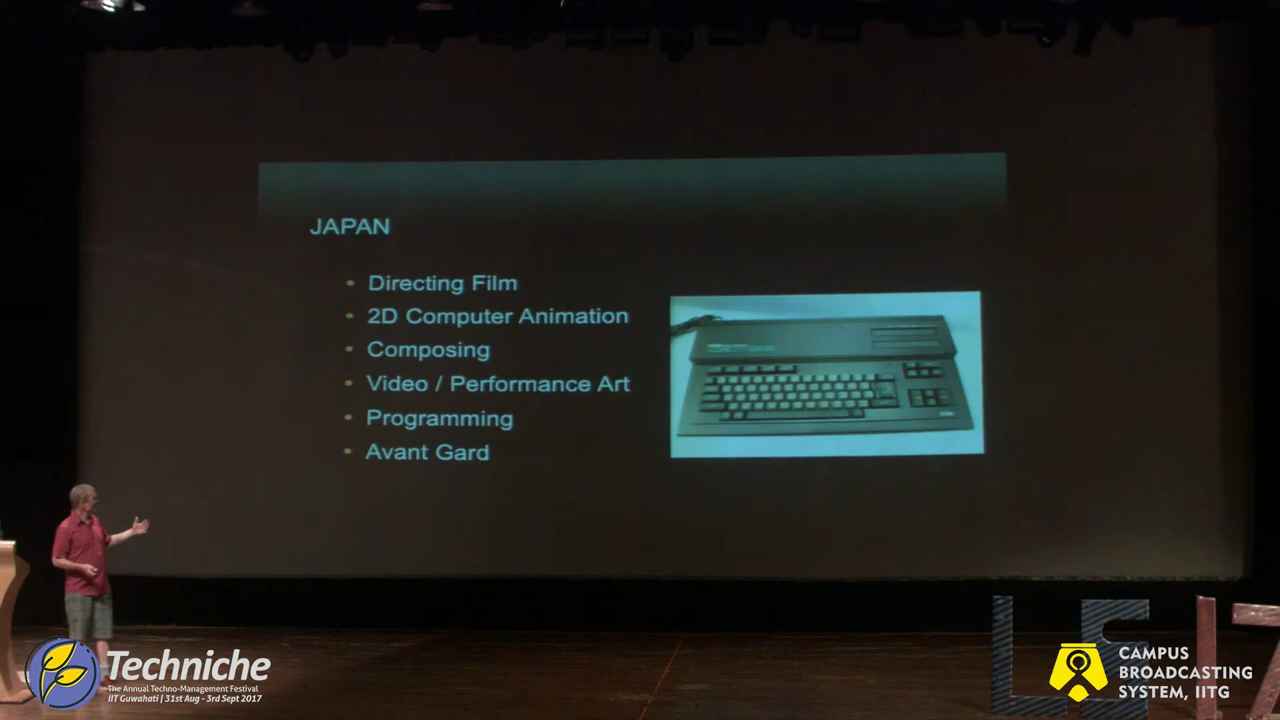 JAPAN
• Directing Film
• 2D Computer Animation
• Composing
• Video / Performance Art
• Programming
• Avant Gard
Techniche
The Annual Techno-Management Festival
IIT Guwahati | 31st Aug - 3rd Sept 2017
CAMPUS
BROADCASTING
SYSTEM, IITG